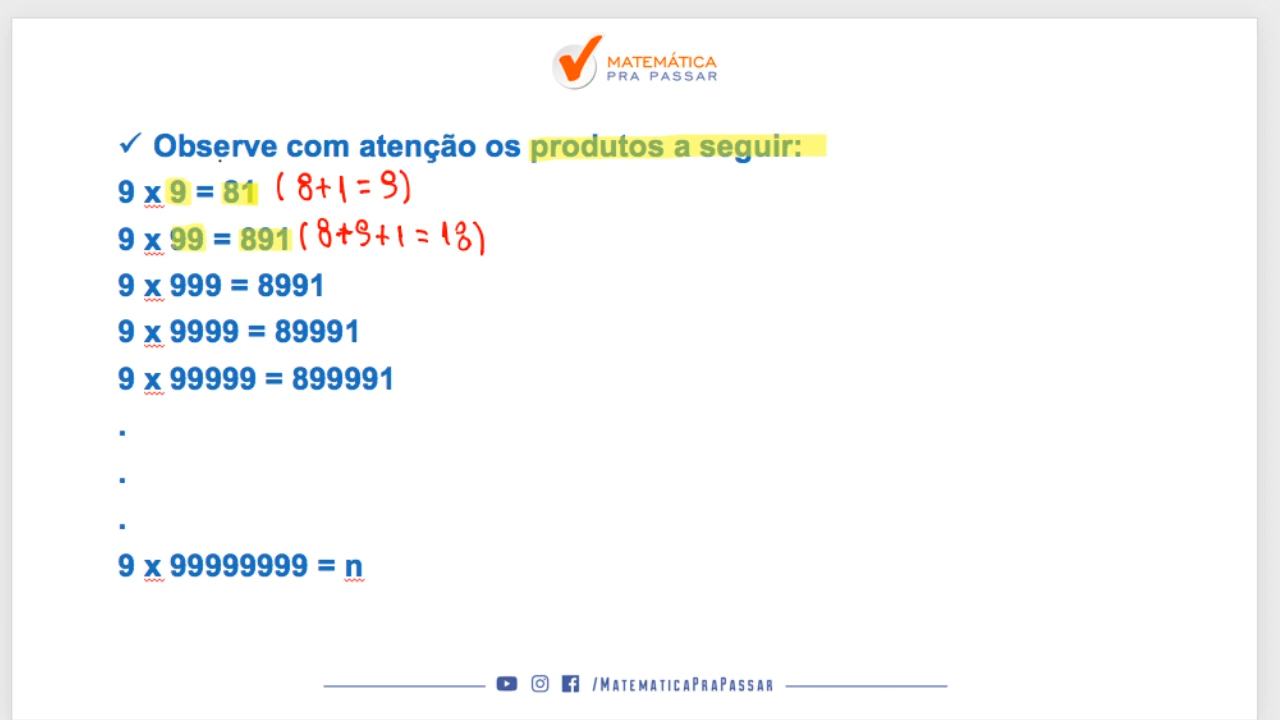 MATEMÁTICA
PRA PASSAR
✓ Observe com atenção os produtos a seguir:
9 x 9 = 81 (8+1=9)
9 x 99 = 891 (8+9+1=18)
9 x 999 = 8991
9 x 9999 = 89991
9 x 99999 = 899991
.
.
.
9 x 99999999 = n
/MATEMATICAPRAPASSAR